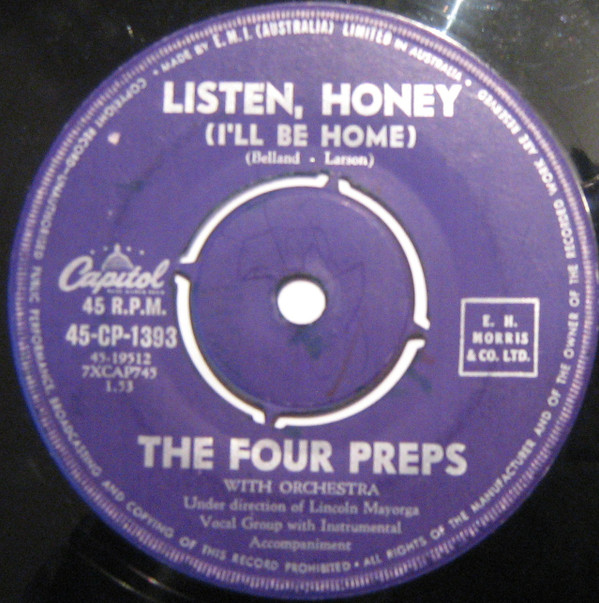 MADE BY E.M.I. (AUSTRALIA) LIMITED IN AUSTRALIA •
LISTEN, HONEY
(I'LL BE HOME)
(Belland - Larson)
Capitol
45 R.P.M.
45-CP-1393
45-19512
7XCAP745
1.53
E. H.
MORRIS
& CO. LTD.
THE FOUR PREPS
WITH ORCHESTRA
Under direction of Lincoln Mayorga
Vocal Group with Instrumental
Accompaniment
COPYRIGHT RECORD—UNAUTHORISED PUBLIC PERFORMANCE BROADCASTING AND COPYING OF THIS RECORD PROHIBITED • ALL RIGHTS OF THE MANUFACTURER AND OF THE OWNER OF THE RECORDED WORK ARE RESERVED